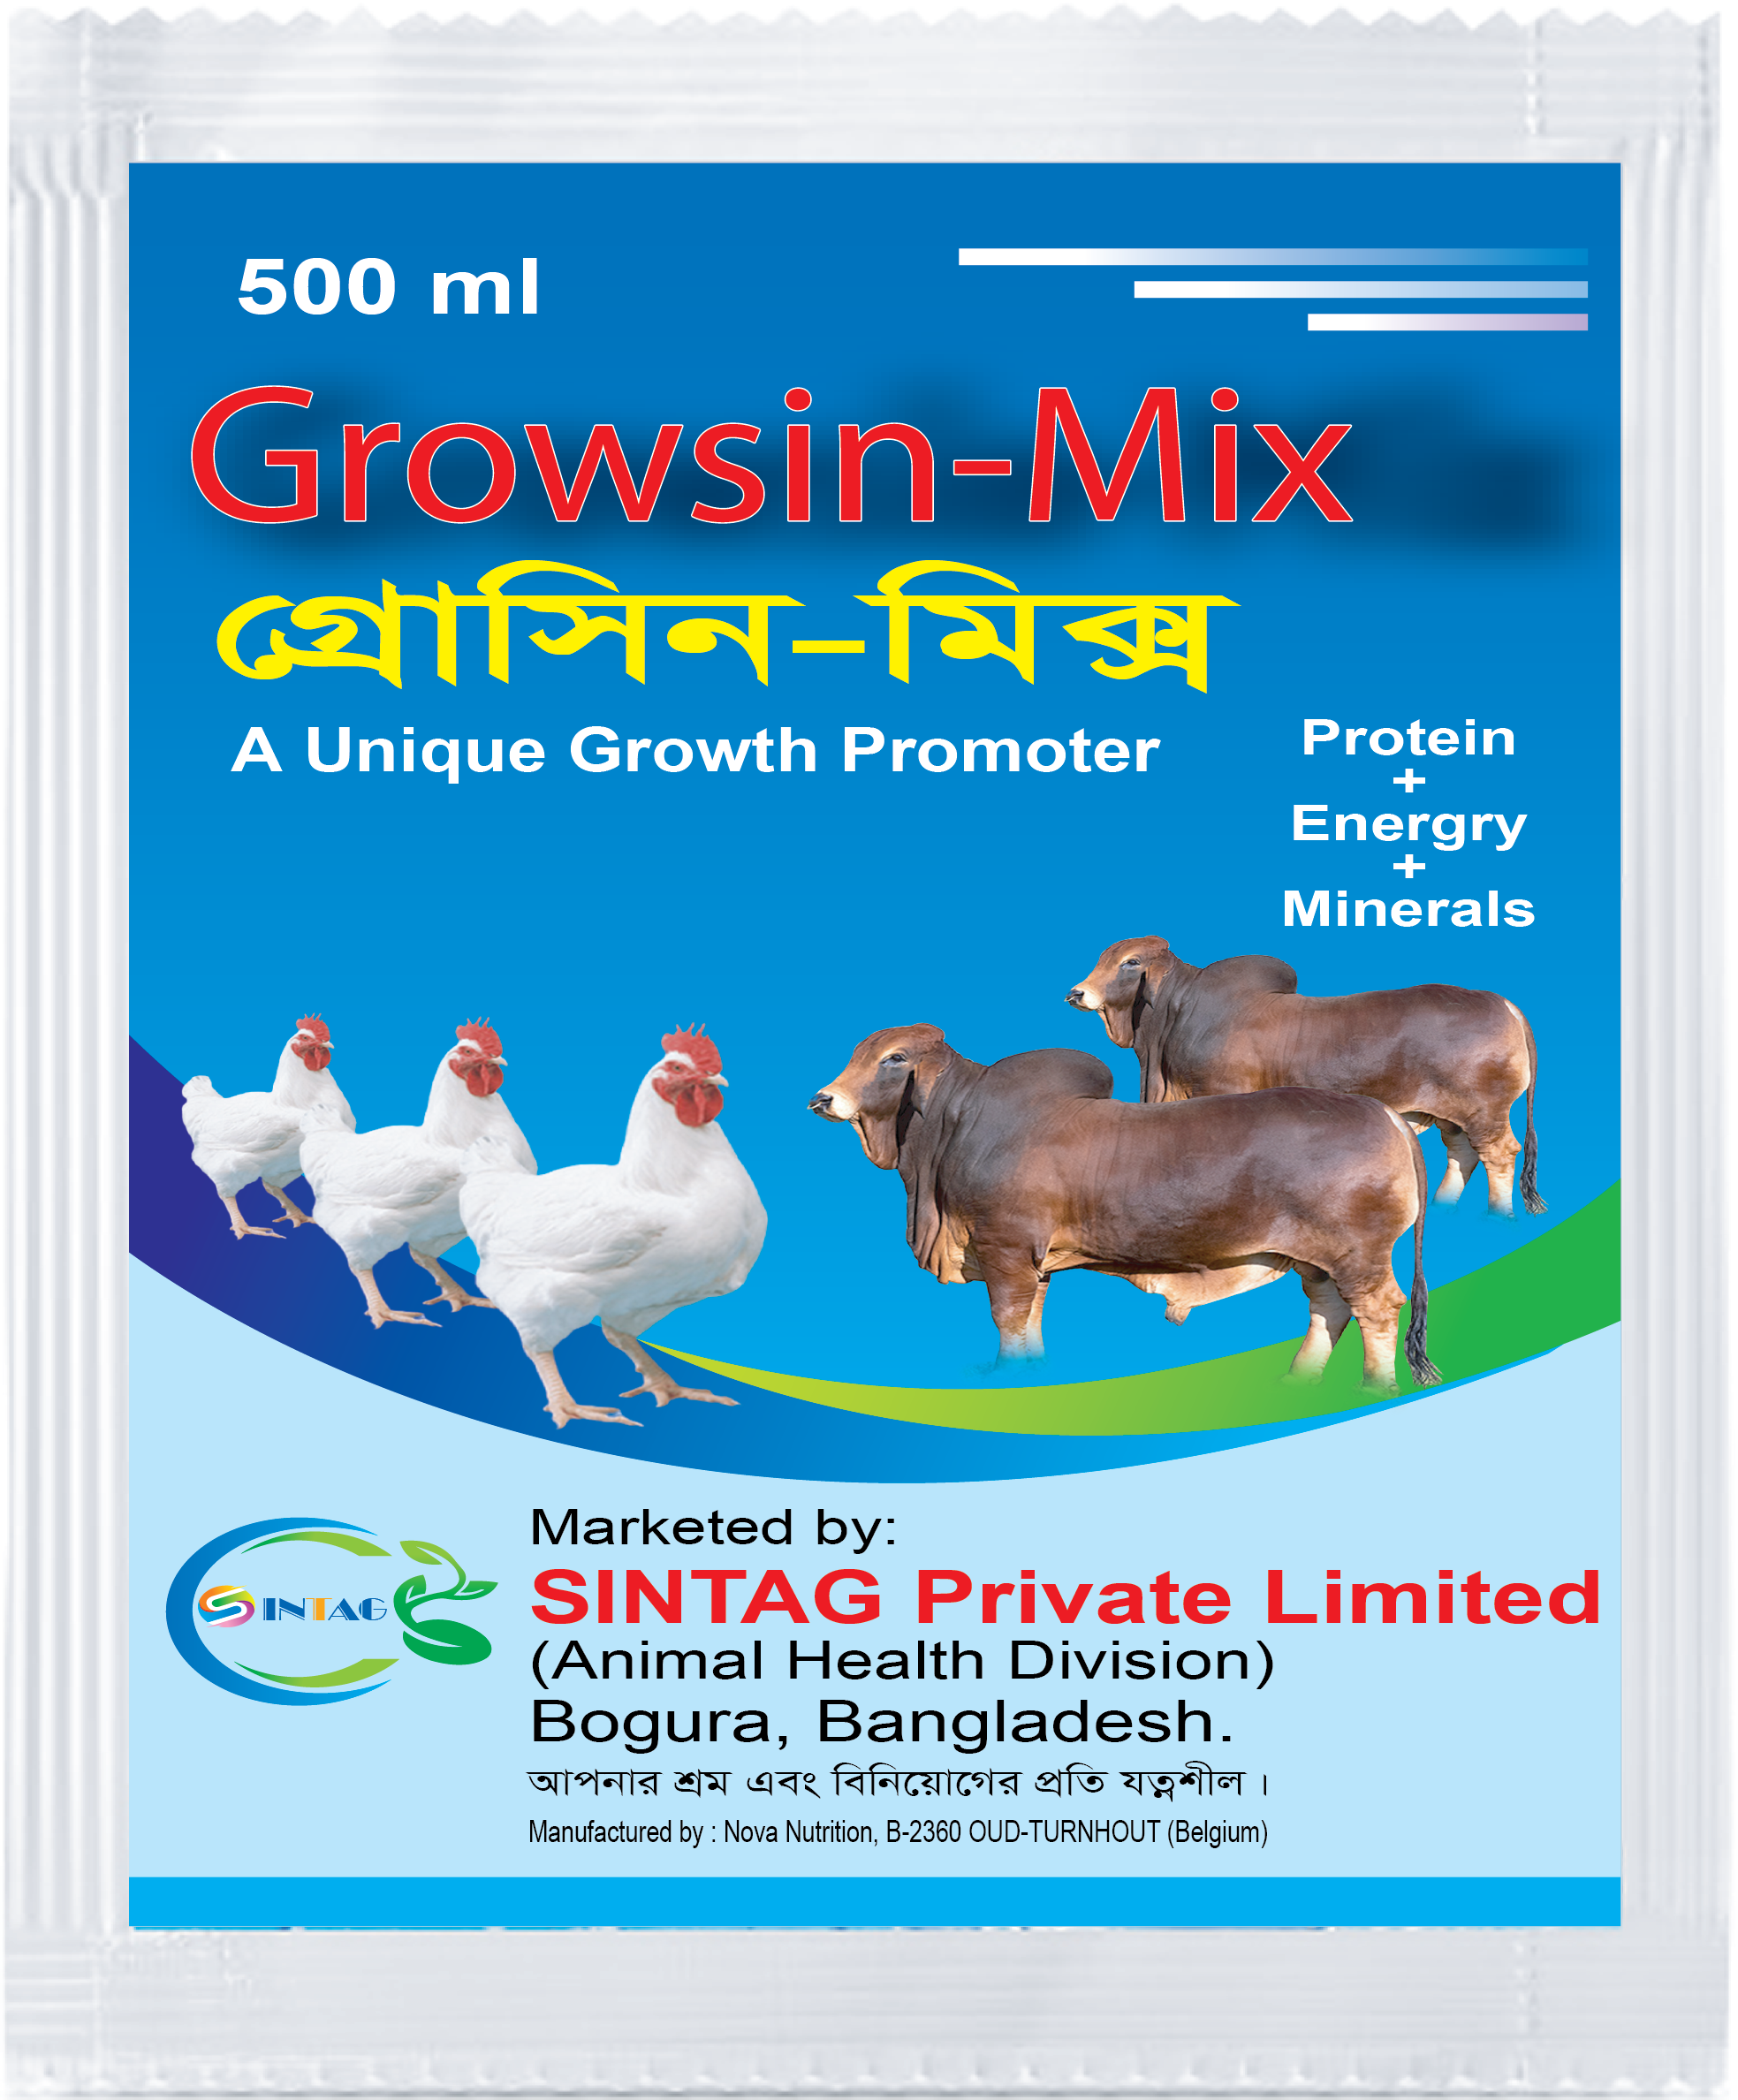 500 ml
Growsin-Mix
গ্রোসিন-মিক্স
A Unique Growth Promoter
Protein
+
Energry
+
Minerals
SINTAG
Marketed by:
SINTAG Private Limited
(Animal Health Division)
Bogura, Bangladesh.
আপনার শ্রম এবং বিনিয়োগের প্রতি যত্নশীল।
Manufactured by : Nova Nutrition, B-2360 OUD-TURNHOUT (Belgium)